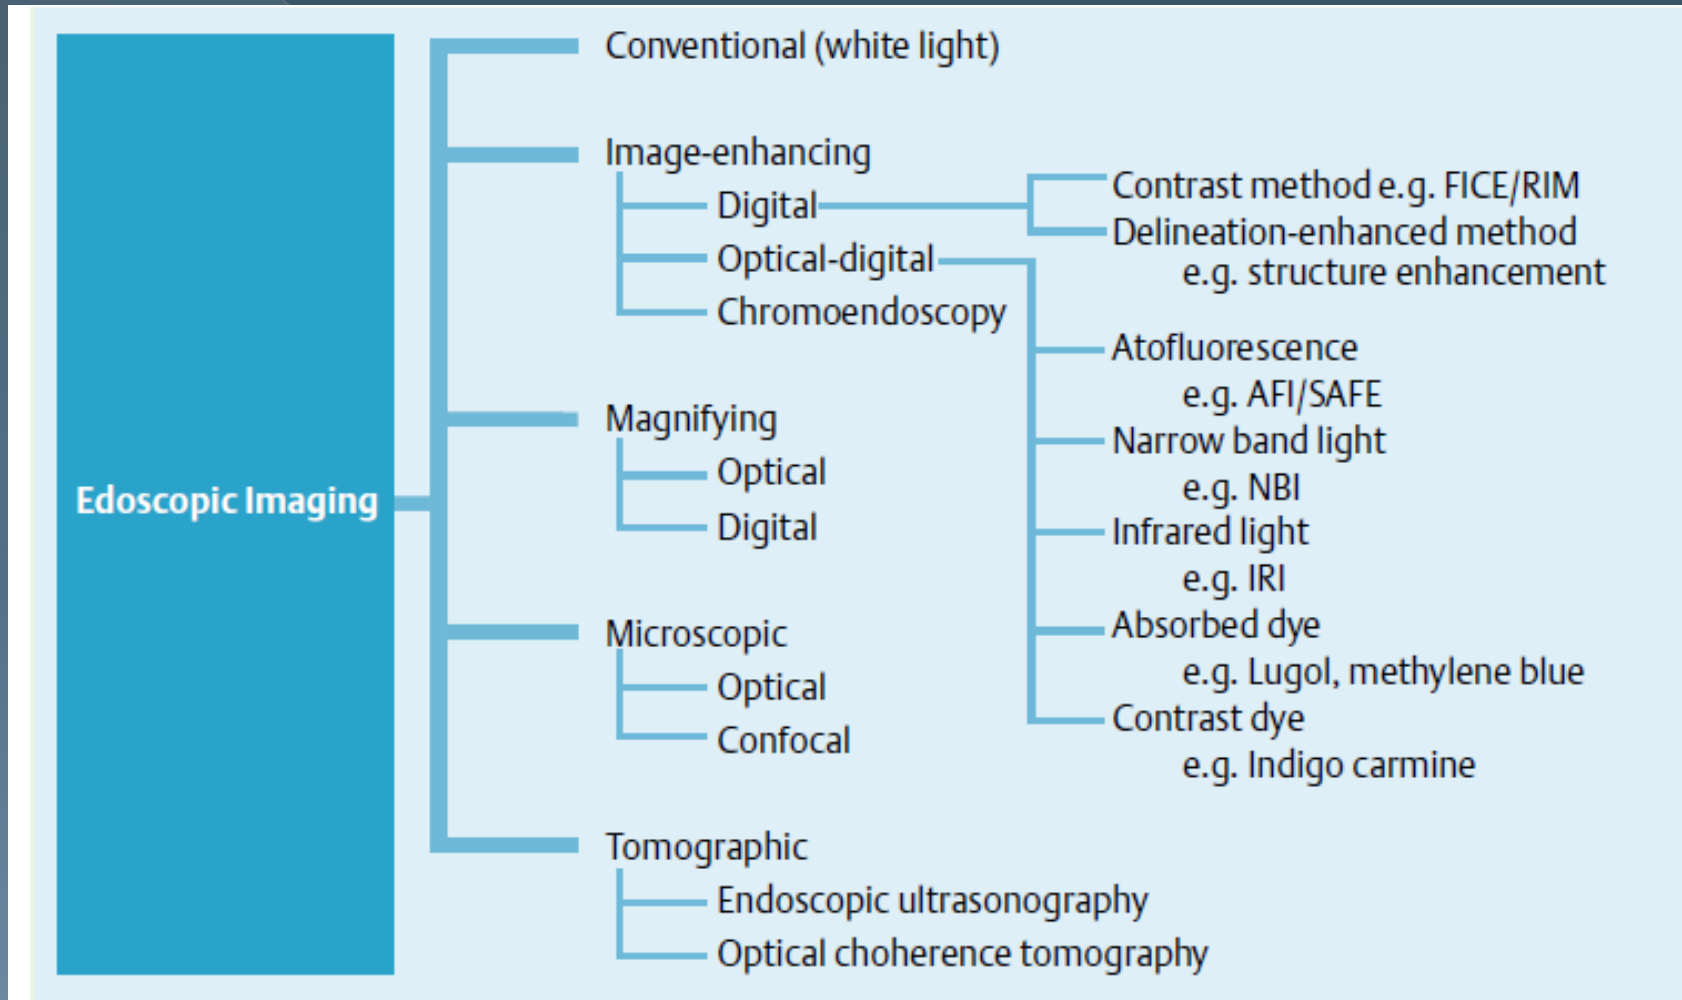 Edoscopic Imaging
Conventional (white light)
Image-enhancing
Digital
Optical-digital
Chromoendoscopy
Contrast method e.g. FICE/RIM
Delineation-enhanced method
e.g. structure enhancement
Atofluorescence
e.g. AFI/SAFE
Narrow band light
e.g. NBI
Infrared light
e.g. IRI
Absorbed dye
e.g. Lugol, methylene blue
Contrast dye
e.g. Indigo carmine
Magnifying
Optical
Digital
Microscopic
Optical
Confocal
Tomographic
Endoscopic ultrasonography
Optical choherence tomography